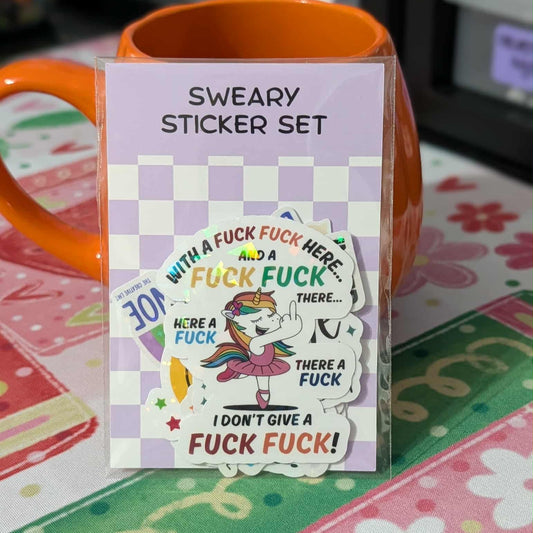 SWEARY
STICKER SET
WITH A FUCK FUCK HERE...
AND A
FUCK FUCK
THERE...
HERE A
FUCK
THERE A
FUCK
I DON'T GIVE A
FUCK FUCK!